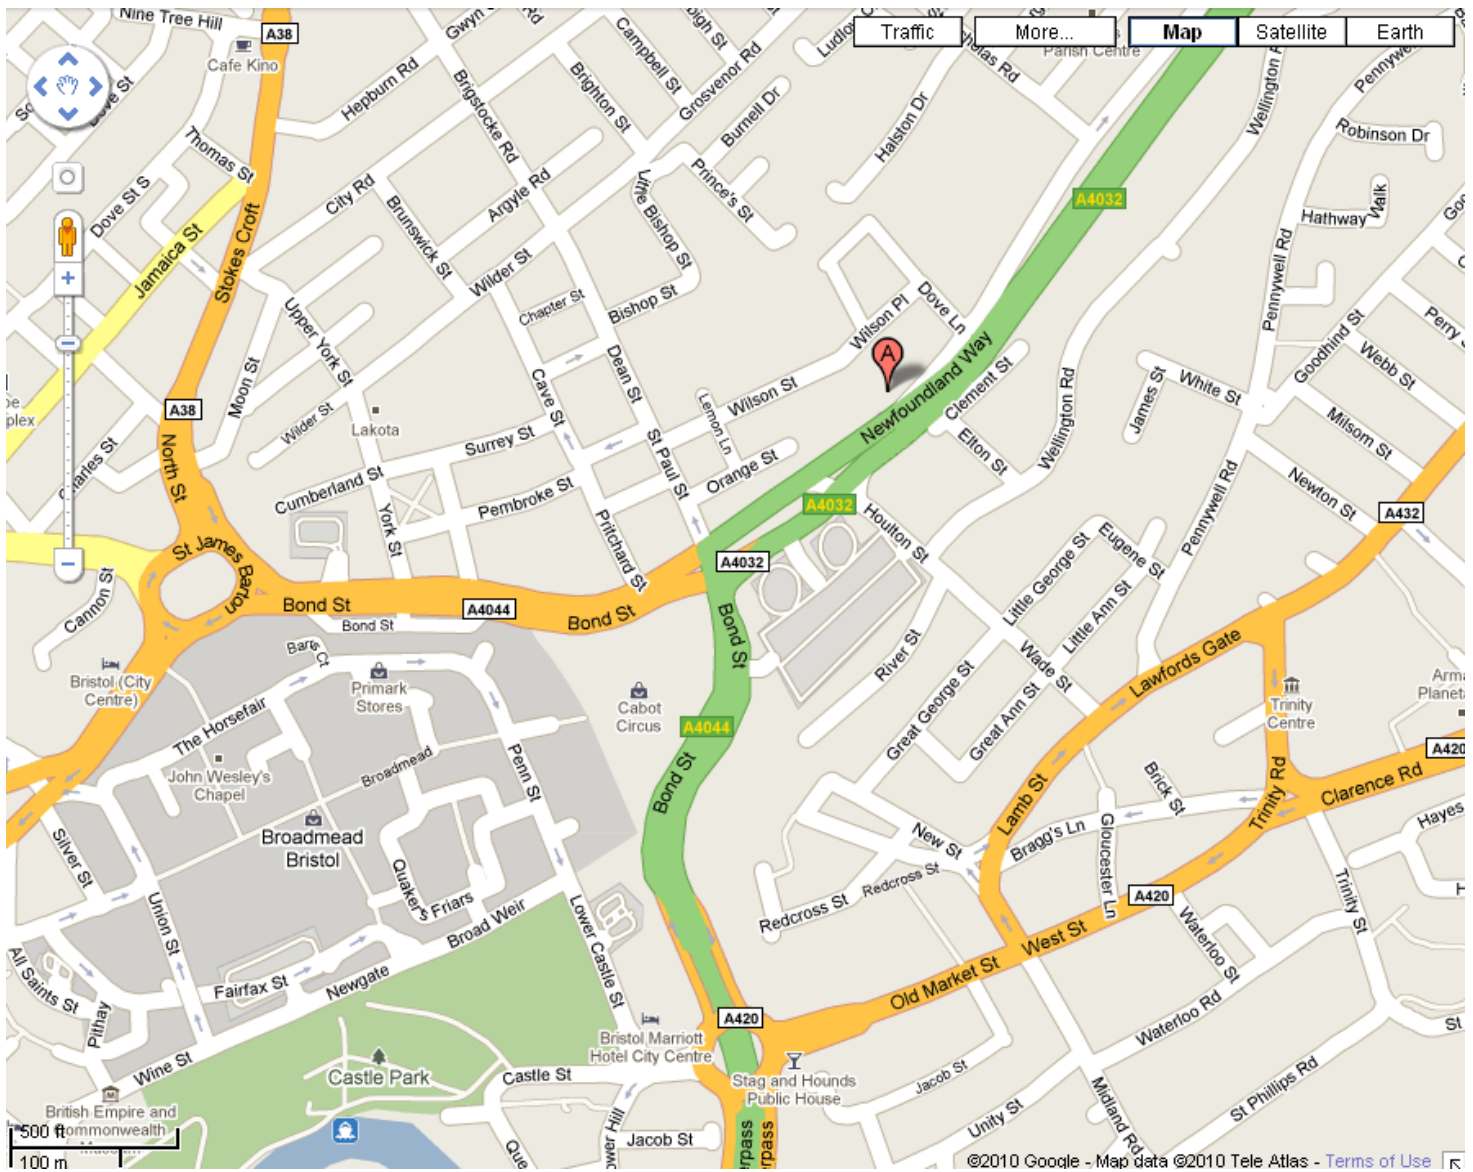 Nine Tree Hill
A38
Cafe Kino
Gwyn
Rd
Campbell St
Grosvenor Rd
Traffic
More...
Map
Satellite
Earth
Parish Centre
Dove St
Hepburn Rd
Brigstocke Rd
Brighton St
Burnell Dr
Halston Dr
Wellington
Pennywell
Robinson Dr
Thomas St
Dove St S
City Rd
Argyle Rd
Prince's St
Little Bishop St
A4032
Hathway Walk
Jamaica St
Stokes Croft
Brunswick St
Wilder St
Chapter St
Bishop St
Wilson Pl
Dove Ln
Pennywell Rd
Goodhind St
Perry
Webb St
Upper York St
Moon St
Cave St
Dean St
A
Newfoundland Way
Clement St
James St
White St
Milsom St
A38
Wilder St
Lakota
Lemon Ln
Wilson St
Wellington Rd
Charles St
North St
Surrey St
Cumberland St
St Paul St
Orange St
Elton St
Newton St
Pennywell Rd
A432
Pembroke St
York St
Pritchard St
A4032
Houlton St
Eugene St
St James Barton
A4032
Little George St
Little Ann St
Cannon St
Bond St
A4044
Bond St
Bond St
Bond St
River St
Wade St
Lawfords Gate
Bristol (City
Centre)
Barrs Ct
Primark
Stores
The Horsefair
Cabot
Circus
A4044
Great George St
Great Ann St
Trinity
Centre
John Wesley's
Chapel
Broadmead
Penn St
Bond St
Lamb St
Brick St
Trinity Rd
A420
Clarence Rd
Hayes
Silver St
Broadmead
Bristol
New St
Bragg's Ln
Gloucester Ln
Quaker's Friars
Redcross St
Redcross St
Trinity St
Union St
Broad Weir
Lower Castle St
A420
West St
Waterloo St
All Saints St
Fairfax St
Newgate
Old Market St
Pithay
A420
Bristol Marriott
Hotel City Centre
Waterloo Rd
St
Wine St
Castle Park
Castle St
Stag and Hounds
Public House
Jacob St
British Empire and
Commonwealth
Unity St
Midland Rd
St Phillips Rd
500 ft
100 m
Jacob St
©2010 Google - Map data ©2010 Tele Atlas - Terms of Use